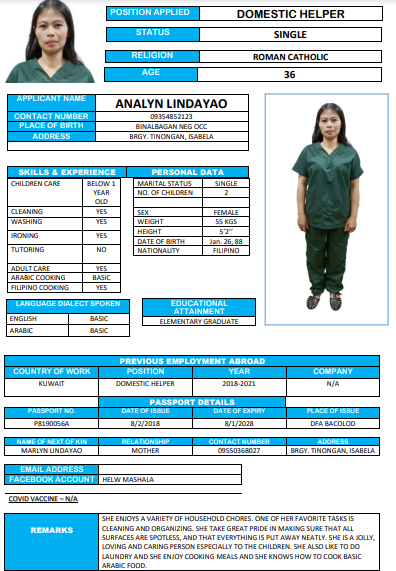 POSITION APPLIED DOMESTIC HELPER
STATUS SINGLE
RELIGION ROMAN CATHOLIC
AGE 36
APPLICANT NAME ANALYN LINDAYAO
CONTACT NUMBER 09354852123
PLACE OF BIRTH BINALBAGAN NEG OCC
ADDRESS BRGY. TINONGAN, ISABELA
SKILLS & EXPERIENCE
CHILDREN CARE BELOW 1
YEAR
OLD
CLEANING YES
WASHING YES
IRONING YES
TUTORING NO
ADULT CARE YES
ARABIC COOKING BASIC
FILIPINO COOKING YES
PERSONAL DATA
MARITAL STATUS SINGLE
NO. OF CHILDREN 2
SEX FEMALE
WEIGHT 55 KGS
HEIGHT 5'2''
DATE OF BIRTH Jan. 26, 88
NATIONALITY FILIPINO
LANGUAGE DIALECT SPOKEN
ENGLISH BASIC
ARABIC BASIC
EDUCATIONAL
ATTAINMENT
ELEMENTARY GRADUATE
PREVIOUS EMPLOYMENT ABROAD
COUNTRY OF WORK POSITION YEAR COMPANY
KUWAIT DOMESTIC HELPER 2018-2021 N/A
PASSPORT DETAILS
PASSPORT NO. DATE OF ISSUE DATE OF EXPIRY PLACE OF ISSUE
P8190056A 8/2/2018 8/1/2028 DFA BACOLOD
NAME OF NEXT OF KIN RELATIONSHIP CONTACT NUMBER ADDRESS
MARLYN LINDAYAO MOTHER 09550368027 BRGY. TINONGAN, ISABELA
EMAIL ADDRESS
FACEBOOK ACCOUNT HELW MASHALA
COVID VACCINE – N/A
REMARKS
SHE ENJOYS A VARIETY OF HOUSEHOLD CHORES. ONE OF HER FAVORITE TASKS IS
CLEANING AND ORGANIZING. SHE TAKE GREAT PRIDE IN MAKING SURE THAT ALL
SURFACES ARE SPOTLESS, AND THAT EVERYTHING IS PUT AWAY NEATLY. SHE IS A JOLLY,
LOVING AND CARING PERSON ESPECIALLY TO THE CHILDREN. SHE ALSO LIKE TO DO
LAUNDRY AND SHE ENJOY COOKING MEALS AND SHE KNOWS HOW TO COOK BASIC
ARABIC FOOD.